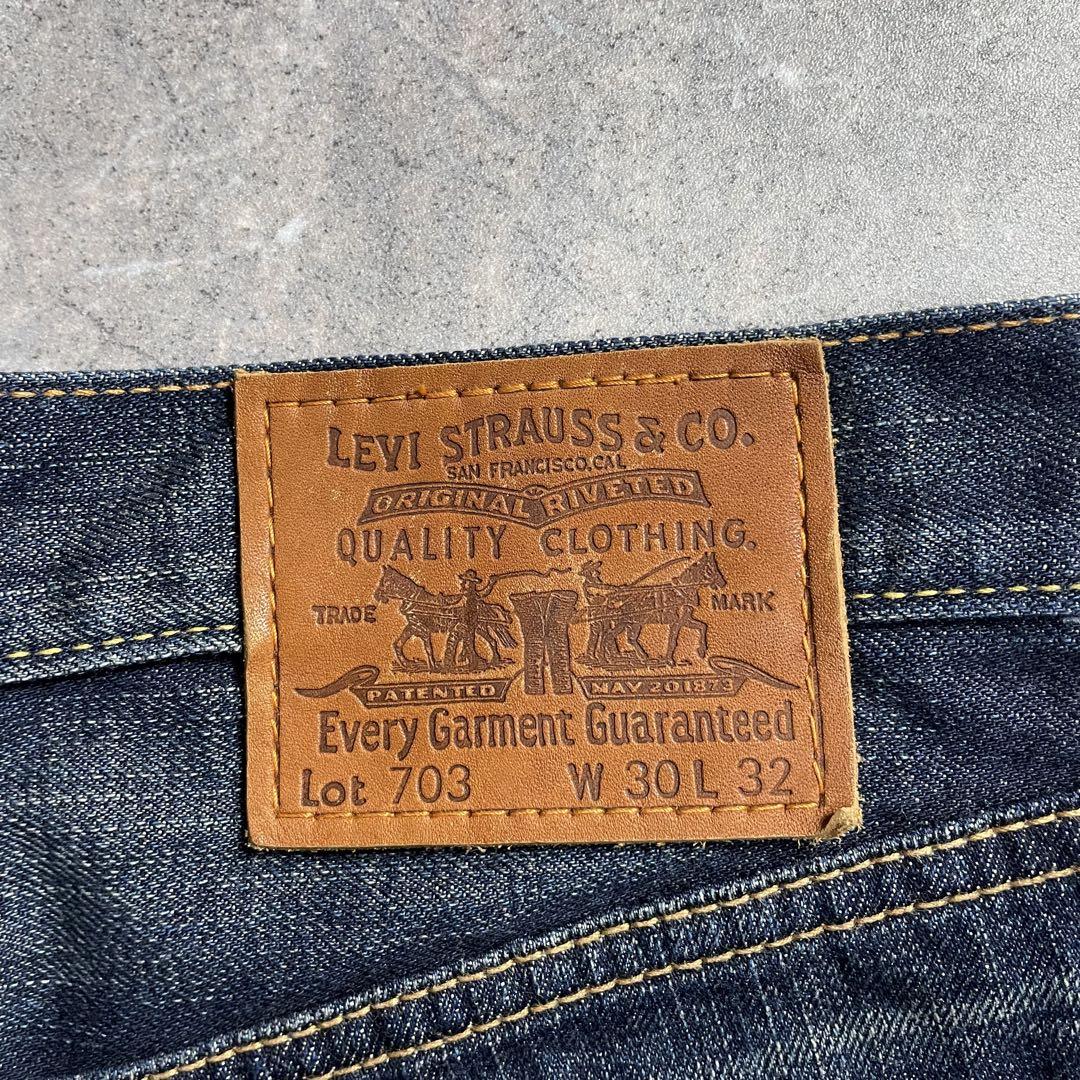 LEVI STRAUSS & CO.
SAN FRANCISCO, CAL
ORIGINAL RIVETED
QUALITY CLOTHING.
TRADE MARK
PATENTED MAY 20 1873
Every Garment Guaranteed
Lot 703 W 30 L 32